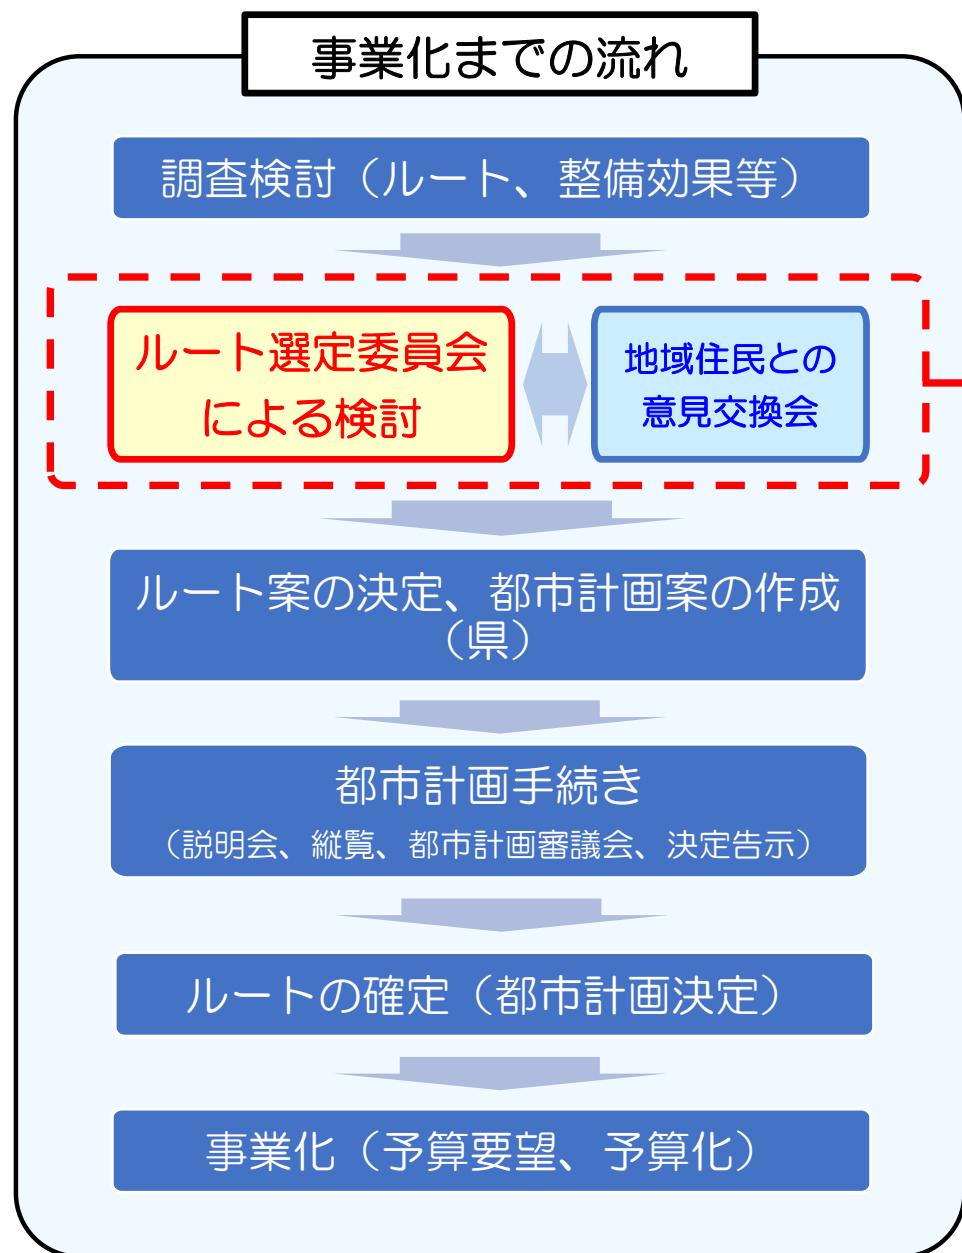 事業化までの流れ
調査検討（ルート、整備効果等）
ルート選定委員会
による検討
地域住民との
意見交換会
ルート案の決定、都市計画案の作成
（県）
都市計画手続き
（説明会、縦覧、都市計画審議会、決定告示）
ルートの確定（都市計画決定）
事業化（予算要望、予算化）